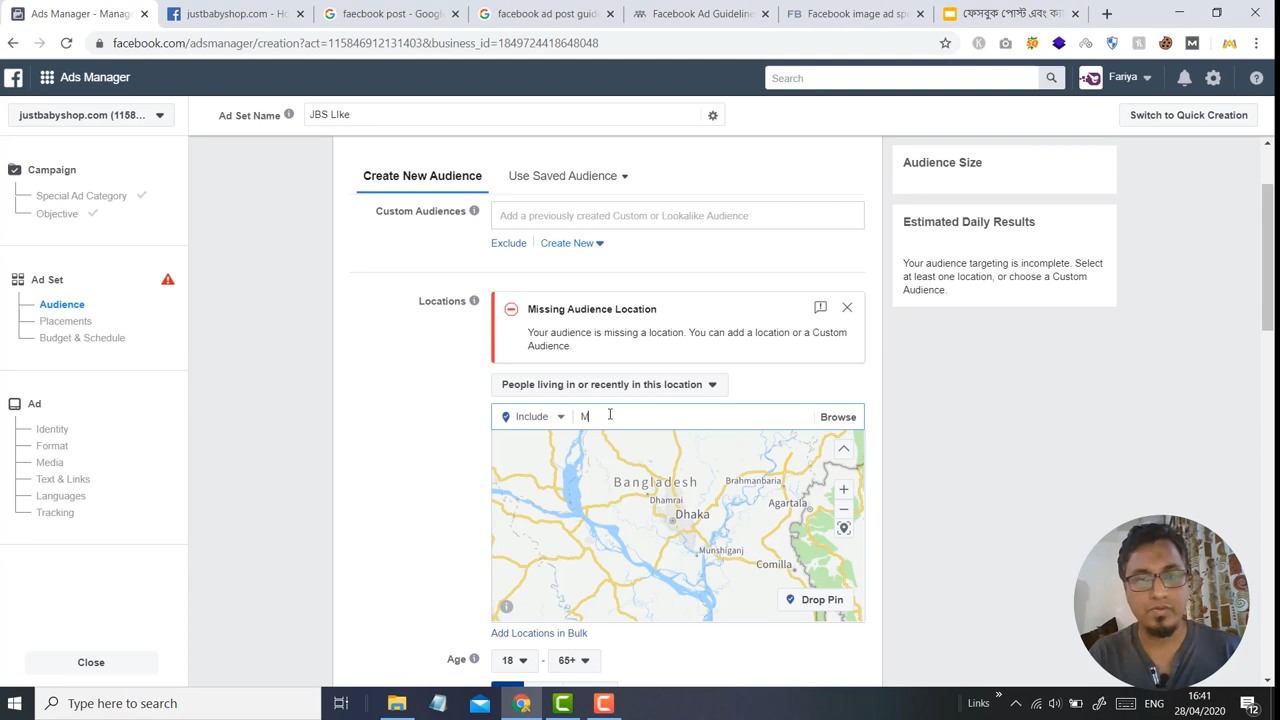 Ads Manager - Manage
justbabyshop.com - Ho
faecbook post - Google
facebook ad post guide
Facebook Ad Guideline
Facebook image ad spe
ফেসবুক পোস্ট এবং
facebook.com/adsmanager/creation?act=115846912131403&business_id=1849724418648048
Ads Manager
Search
Fariya
justbabyshop.com (1158...
Ad Set Name
JBS LIke
Switch to Quick Creation
Campaign
Special Ad Category
Objective
Ad Set
Audience
Placements
Budget & Schedule
Ad
Identity
Format
Media
Text & Links
Languages
Tracking
Close
Create New Audience
Use Saved Audience
Custom Audiences
Add a previously created Custom or Lookalike Audience
Exclude
Create New
Locations
Missing Audience Location
Your audience is missing a location. You can add a location or a Custom
Audience.
People living in or recently in this location
Include
M
Browse
Bangladesh
Dhamrai
Brahmanbaria
Agartala
Dhaka
Munshiganj
Comilla
Drop Pin
Add Locations in Bulk
Age
18
-
65+
Audience Size
Estimated Daily Results
Your audience targeting is incomplete. Select
at least one location, or choose a Custom
Audience.
Type here to search
Links
ENG
16:41
28/04/2020
12